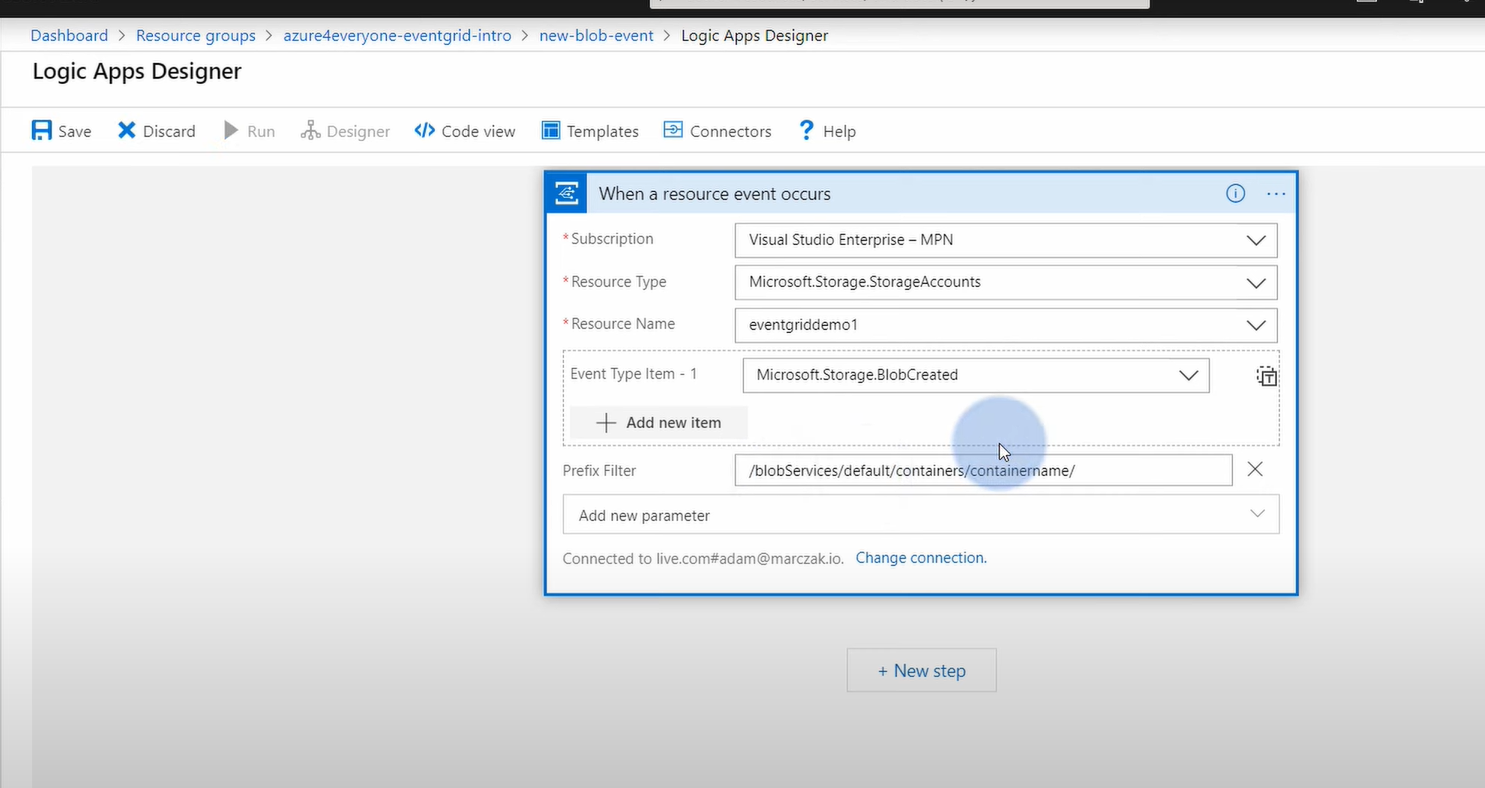 Dashboard > Resource groups > azure4everyone-eventgrid-intro > new-blob-event > Logic Apps Designer
Logic Apps Designer
Save Discard Run Designer Code view Templates Connectors ? Help
When a resource event occurs
*Subscription Visual Studio Enterprise – MPN
*Resource Type Microsoft.Storage.StorageAccounts
*Resource Name eventgriddemo1
Event Type Item - 1 Microsoft.Storage.BlobCreated
+ Add new item
Prefix Filter /blobServices/default/containers/containername/
Add new parameter
Connected to live.com#adam@marczak.io. Change connection.
+ New step